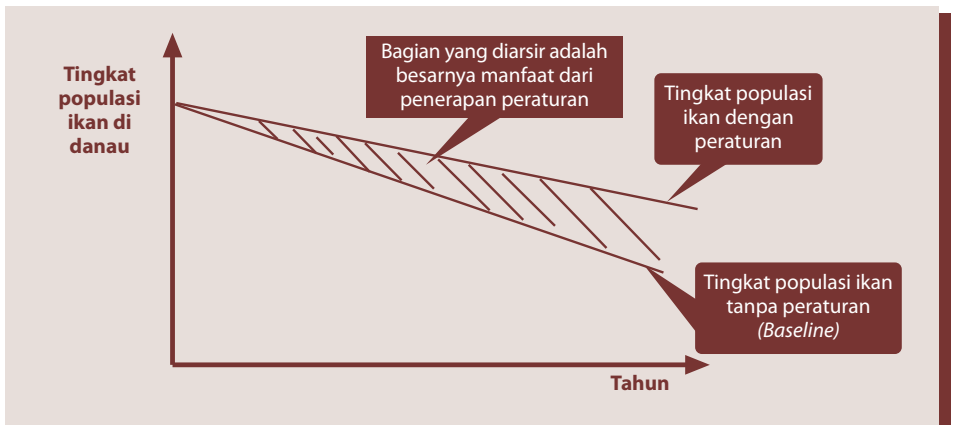 Tingkat
populasi
ikan di
danau
Bagian yang diarsir adalah
besarnya manfaat dari
penerapan peraturan
Tingkat populasi
ikan dengan
peraturan
Tingkat populasi ikan
tanpa peraturan
(Baseline)
Tahun